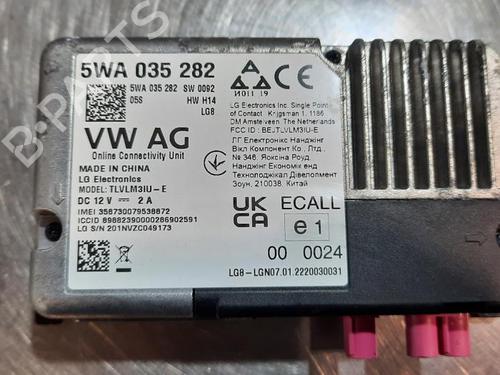 5WA 035 282
5WA 035 282 SW 0092
05S HW H14
LG8
VW AG
Online Connectivity Unit
MADE IN CHINA
LG Electronics
MODEL: TLVLM3IU-E
DC 12 V ⎓ 2 A
IMEI 358730079538872
ICCID 89882390000286902591
LG S/N 201NVZC049173
CE
LG Electronics Inc. Single Point
of Contact Krijgsman 1, 1186
DM Amstelveen The Netherlands
FCC ID : BEJTLVLM3IU-E
ЛГ Електронікс Нанджінг
Вікл Компонент Ко., Лтд.
№ 346, Яоксіна Роуд,
Нанджінг Економікал
Технолоджікал Дівелопмент
Зоун, 210038, Китай
UK
CA
ECALL
e1
00 0024
LG8-LGN07.01.2220030031
B-PARTS